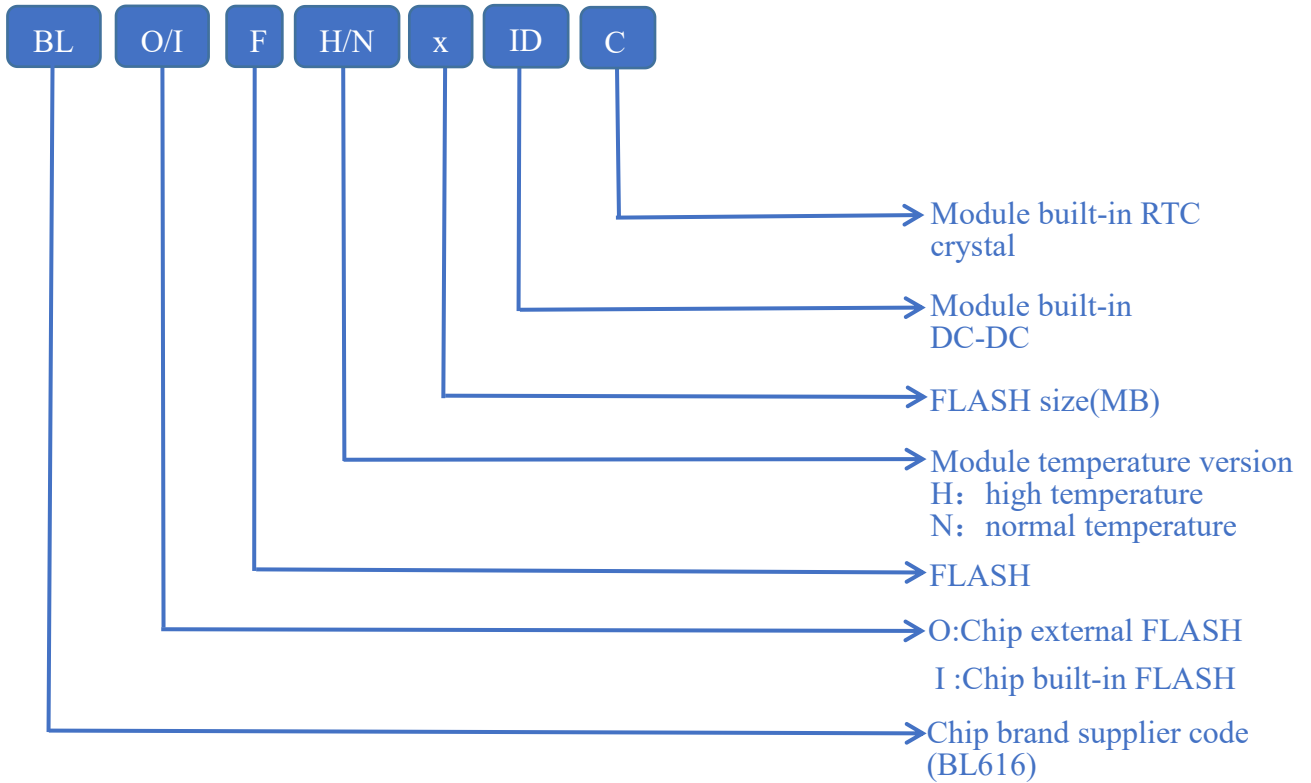 BL O/I F H/N x ID C
Module built-in RTC
crystal
Module built-in
DC-DC
FLASH size(MB)
Module temperature version
H： high temperature
N： normal temperature
FLASH
O:Chip external FLASH
I :Chip built-in FLASH
Chip brand supplier code
(BL616)